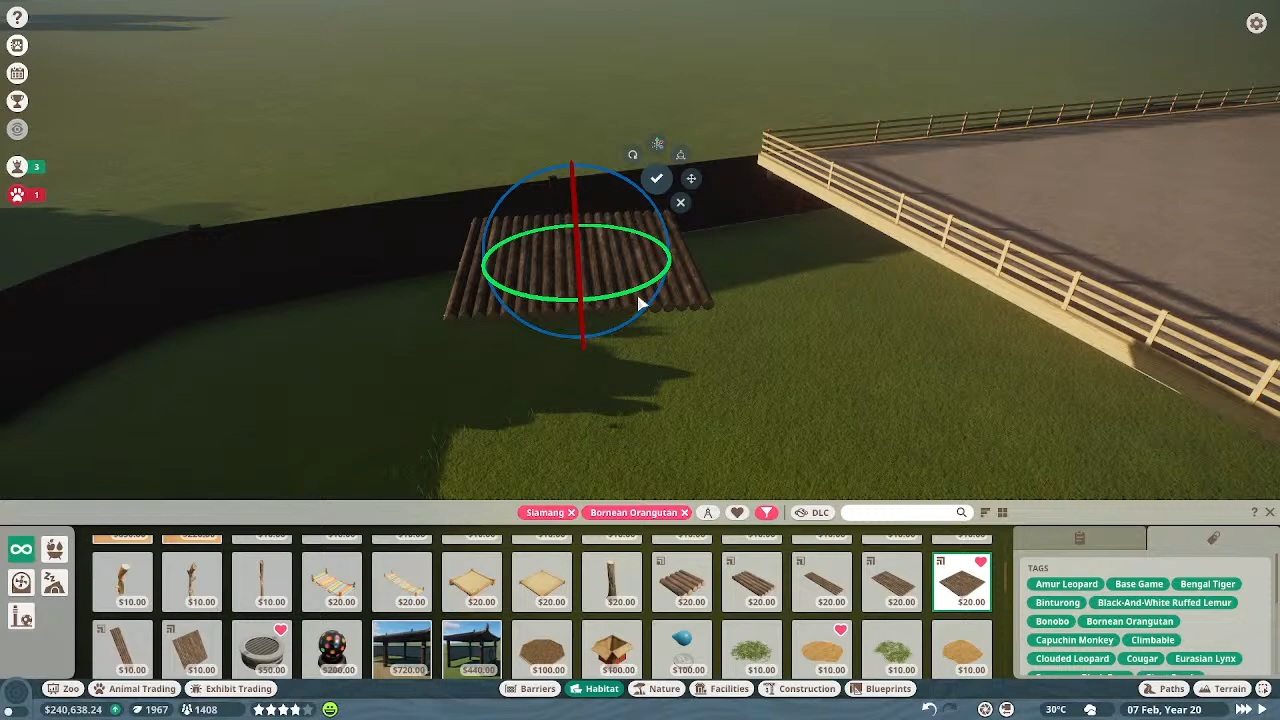 ?
3
1
Siamang ✕ Bornean Orangutan ✕ DLC
? ✕
$10.00 $10.00 $10.00 $20.00 $20.00 $20.00 $20.00 $20.00 $20.00 $20.00 $20.00 $20.00 $20.00
$10.00 $10.00 $50.00 $200.00 $720.00 $440.00 $100.00 $100.00 $100.00 $10.00 $10.00 $10.00 $10.00
TAGS
Amur Leopard Base Game Bengal Tiger
Binturong Black-And-White Ruffed Lemur
Bonobo Bornean Orangutan
Capuchin Monkey Climbable
Clouded Leopard Cougar Eurasian Lynx
Zoo Animal Trading Exhibit Trading Barriers Habitat Nature Facilities Construction Blueprints Paths Terrain
$240,638.24 1967 1408 30°C 07 Feb, Year 20